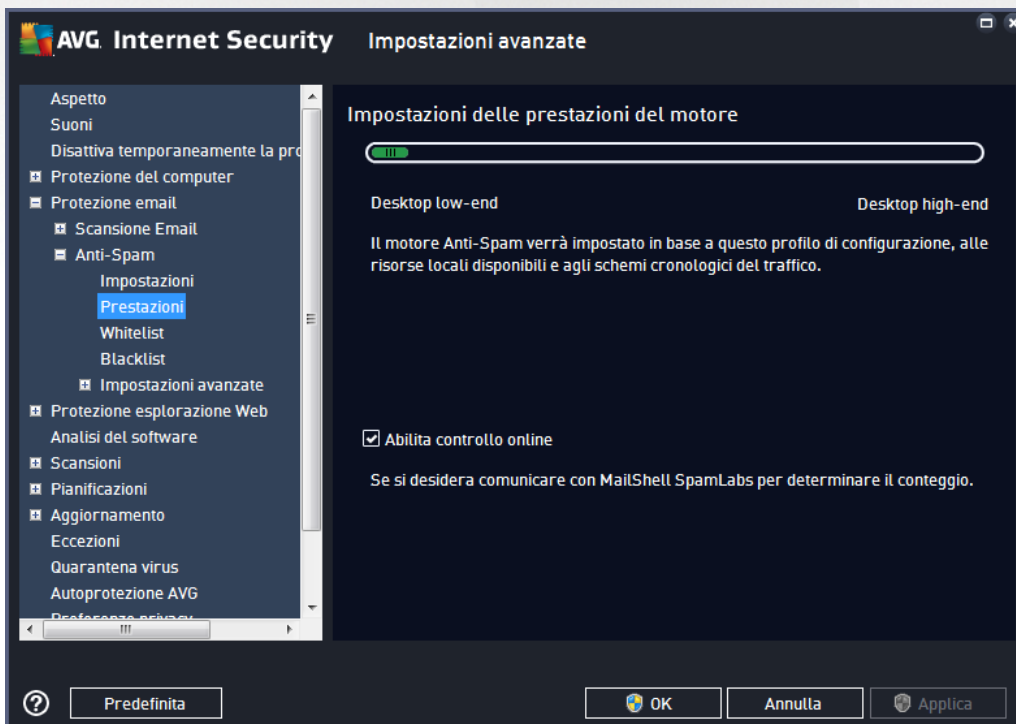 AVG. Internet Security
Impostazioni avanzate
Aspetto
Suoni
Disattiva temporaneamente la pro
Protezione del computer
Protezione email
Scansione Email
Anti-Spam
Impostazioni
Prestazioni
Whitelist
Blacklist
Impostazioni avanzate
Protezione esplorazione Web
Analisi del software
Scansioni
Pianificazioni
Aggiornamento
Eccezioni
Quarantena virus
Autoprotezione AVG
Preferenze privacy
Impostazioni delle prestazioni del motore
Desktop low-end
Desktop high-end
Il motore Anti-Spam verrà impostato in base a questo profilo di configurazione, alle
risorse locali disponibili e agli schemi cronologici del traffico.
Abilita controllo online
Se si desidera comunicare con MailShell SpamLabs per determinare il conteggio.
Predefinita
OK
Annulla
Applica